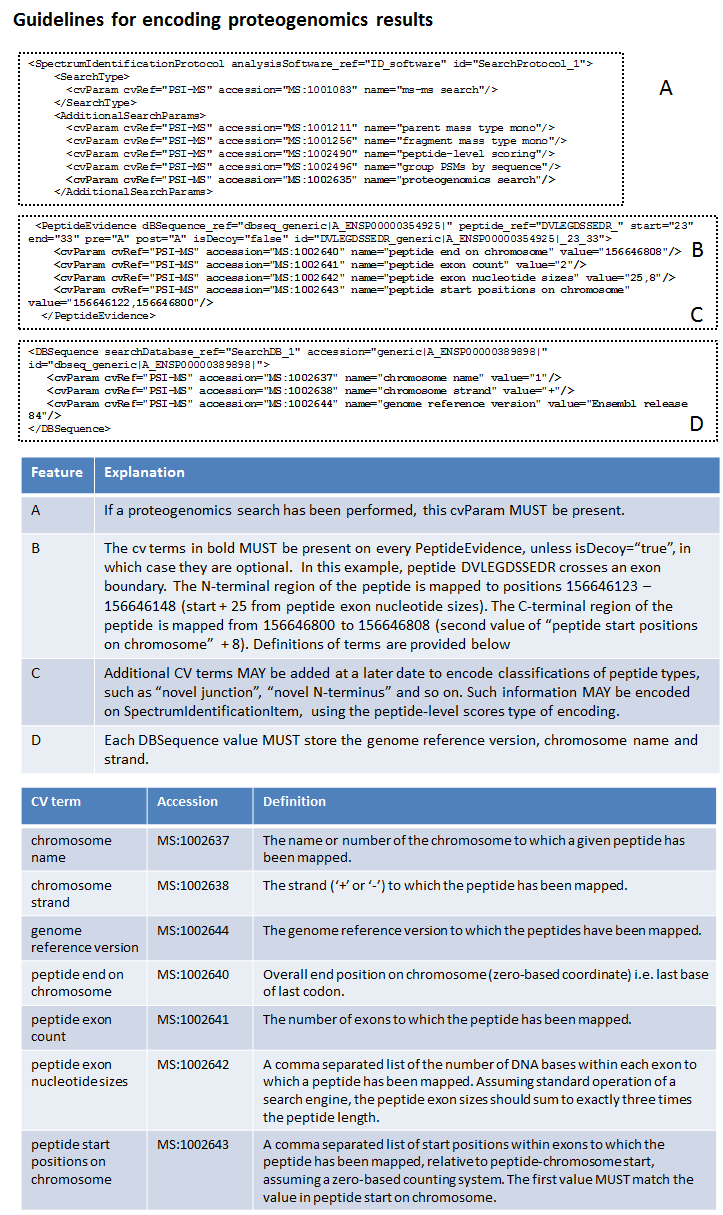 Guidelines for encoding proteogenomics results
<SpectrumIdentificationProtocol analysisSoftware_ref="ID_software" id="SearchProtocol_1">
<SearchType>
<cvParam cvRef="PSI-MS" accession="MS:1001083" name="ms-ms search"/>
</SearchType>
<AdditionalSearchParams>
<cvParam cvRef="PSI-MS" accession="MS:1001211" name="parent mass type mono"/>
<cvParam cvRef="PSI-MS" accession="MS:1001256" name="fragment mass type mono"/>
<cvParam cvRef="PSI-MS" accession="MS:1002490" name="peptide-level scoring"/>
<cvParam cvRef="PSI-MS" accession="MS:1002496" name="group PSMs by sequence"/>
<cvParam cvRef="PSI-MS" accession="MS:1002635" name="proteogenomics search"/>
</AdditionalSearchParams>
A
<PeptideEvidence dBSequence_ref="dbseq_generic|A_ENSP00000354925|" peptide_ref="DVLEGDSSEDR_" start="23"
end="33" pre="A" post="A" isDecoy="false" id="DVLEGDSSEDR_generic|A_ENSP00000354925|_23_33">
<cvParam cvRef="PSI-MS" accession="MS:1002640" name="peptide end on chromosome" value="156646808"/>
<cvParam cvRef="PSI-MS" accession="MS:1002641" name="peptide exon count" value="2"/>
<cvParam cvRef="PSI-MS" accession="MS:1002642" name="peptide exon nucleotide sizes" value="25,8"/>
<cvParam cvRef="PSI-MS" accession="MS:1002643" name="peptide start positions on chromosome"
value="156646122,156646800"/>
</PeptideEvidence>
B
C
<DBSequence searchDatabase_ref="SearchDB_1" accession="generic|A_ENSP00000389898|"
id="dbseq_generic|A_ENSP00000389898|">
<cvParam cvRef="PSI-MS" accession="MS:1002637" name="chromosome name" value="1"/>
<cvParam cvRef="PSI-MS" accession="MS:1002638" name="chromosome strand" value="+"/>
<cvParam cvRef="PSI-MS" accession="MS:1002644" name="genome reference version" value="Ensembl release
84"/>
</DBSequence>
D
Feature Explanation
A If a proteogenomics search has been performed, this cvParam MUST be present.
B The cv terms in bold MUST be present on every PeptideEvidence, unless isDecoy=“true”, in
which case they are optional. In this example, peptide DVLEGDSSEDR crosses an exon
boundary. The N-terminal region of the peptide is mapped to positions 156646123 –
156646148 (start + 25 from peptide exon nucleotide sizes). The C-terminal region of the
peptide is mapped from 156646800 to 156646808 (second value of “peptide start positions
on chromosome” + 8). Definitions of terms are provided below
C Additional CV terms MAY be added at a later date to encode classifications of peptide types,
such as “novel junction”, “novel N-terminus” and so on. Such information MAY be encoded
on SpectrumIdentificationItem, using the peptide-level scores type of encoding.
D Each DBSequence value MUST store the genome reference version, chromosome name and
strand.
CV term Accession Definition
chromosome MS:1002637 The name or number of the chromosome to which a given peptide has
name been mapped.
chromosome MS:1002638 The strand (‘+’ or ‘-’) to which the peptide has been mapped.
strand
genome MS:1002644 The genome reference version to which the peptides have been mapped.
reference version
peptide end on MS:1002640 Overall end position on chromosome (zero-based coordinate) i.e. last base
chromosome of last codon.
peptide exon MS:1002641 The number of exons to which the peptide has been mapped.
count
peptide exon MS:1002642 A comma separated list of the number of DNA bases within each exon to
nucleotide sizes which a peptide has been mapped. Assuming standard operation of a
search engine, the peptide exon sizes should sum to exactly three times
the peptide length.
peptide start MS:1002643 A comma separated list of start positions within exons to which the
positions on peptide has been mapped, relative to peptide-chromosome start,
chromosome assuming a zero-based counting system. The first value MUST match the
value in peptide start on chromosome.